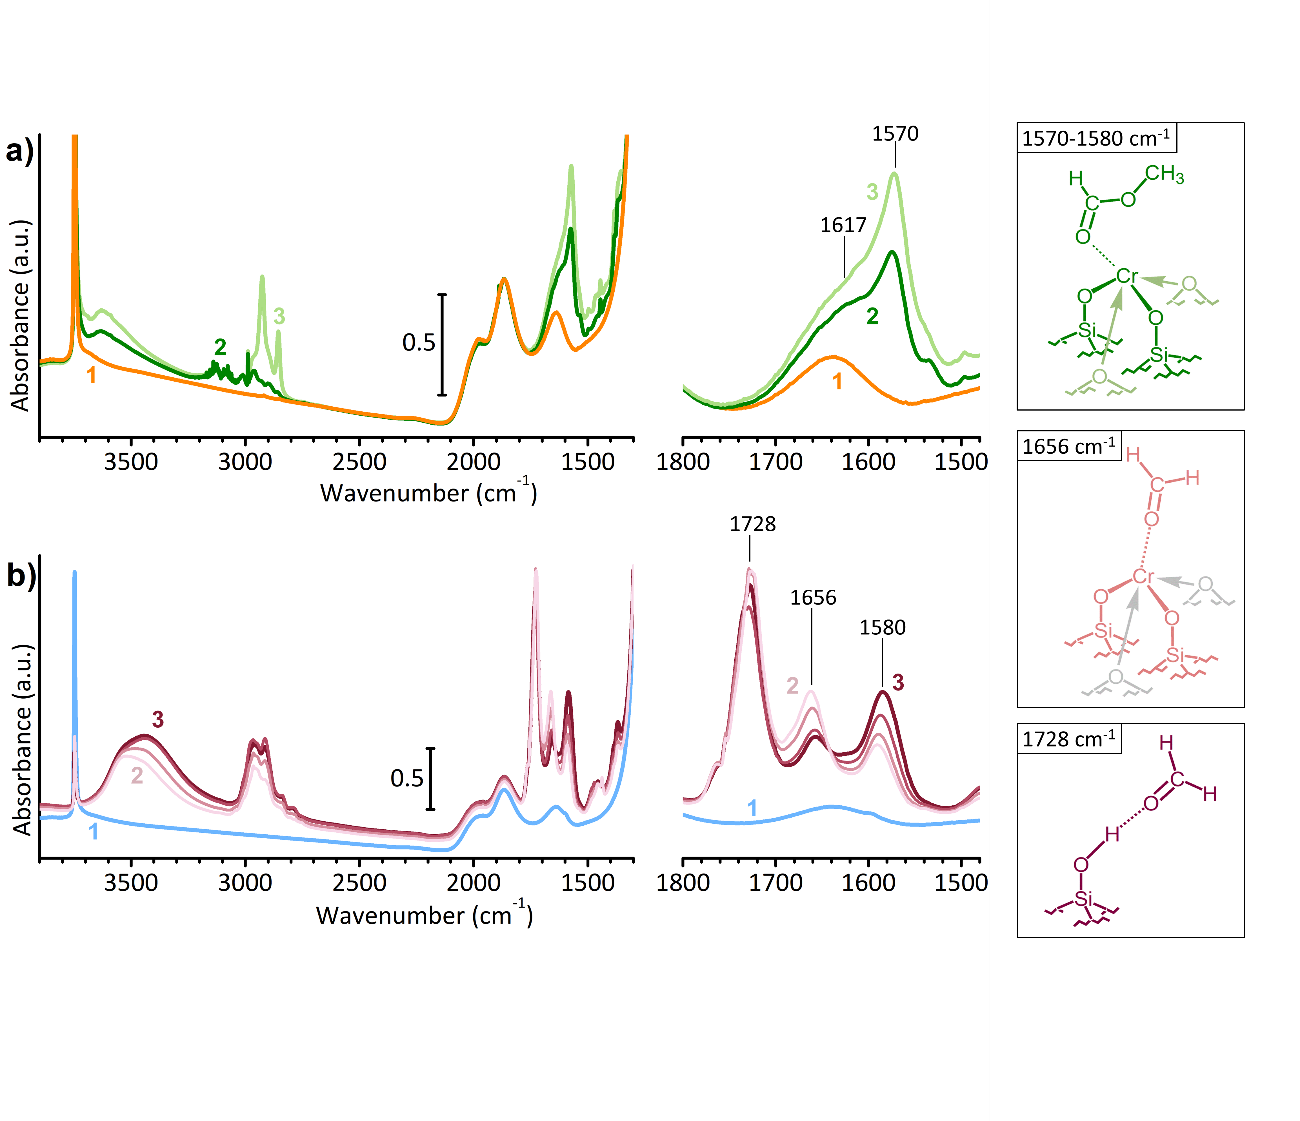 a)
Absorbance (a.u.)
1
2
3
0.5
3500 3000 2500 2000 1500
Wavenumber (cm-1)
1570
3
1617
2
1
1800 1700 1600 1500
1570-1580 cm-1
H
CH3
C
O
O
Cr
O
O
O
Si
Si
O
1656 cm-1
H
H
C
O
Cr
O
O
O
Si
Si
O
b)
Absorbance (a.u.)
3
2
1
0.5
3500 3000 2500 2000 1500
Wavenumber (cm-1)
1728
1656
1580
2
3
1
1800 1700 1600 1500
1728 cm-1
H
C
O
H
H
O
Si